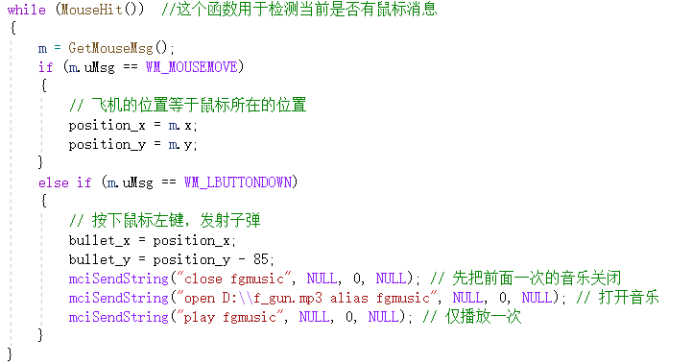 while (MouseHit())  //这个函数用于检测当前是否有鼠标消息
{
    m = GetMouseMsg();
    if (m.uMsg == WM_MOUSEMOVE)
    {
        // 飞机的位置等于鼠标所在的位置
        position_x = m.x;
        position_y = m.y;
    }
    else if (m.uMsg == WM_LBUTTONDOWN)
    {
        // 按下鼠标左键，发射子弹
        bullet_x = position_x;
        bullet_y = position_y - 85;
        mciSendString("close fgmusic", NULL, 0, NULL); // 先把前面一次的音乐关闭
        mciSendString("open D:\\f_gun.mp3 alias fgmusic", NULL, 0, NULL); // 打开音乐
        mciSendString("play fgmusic", NULL, 0, NULL); // 仅播放一次
    }
}